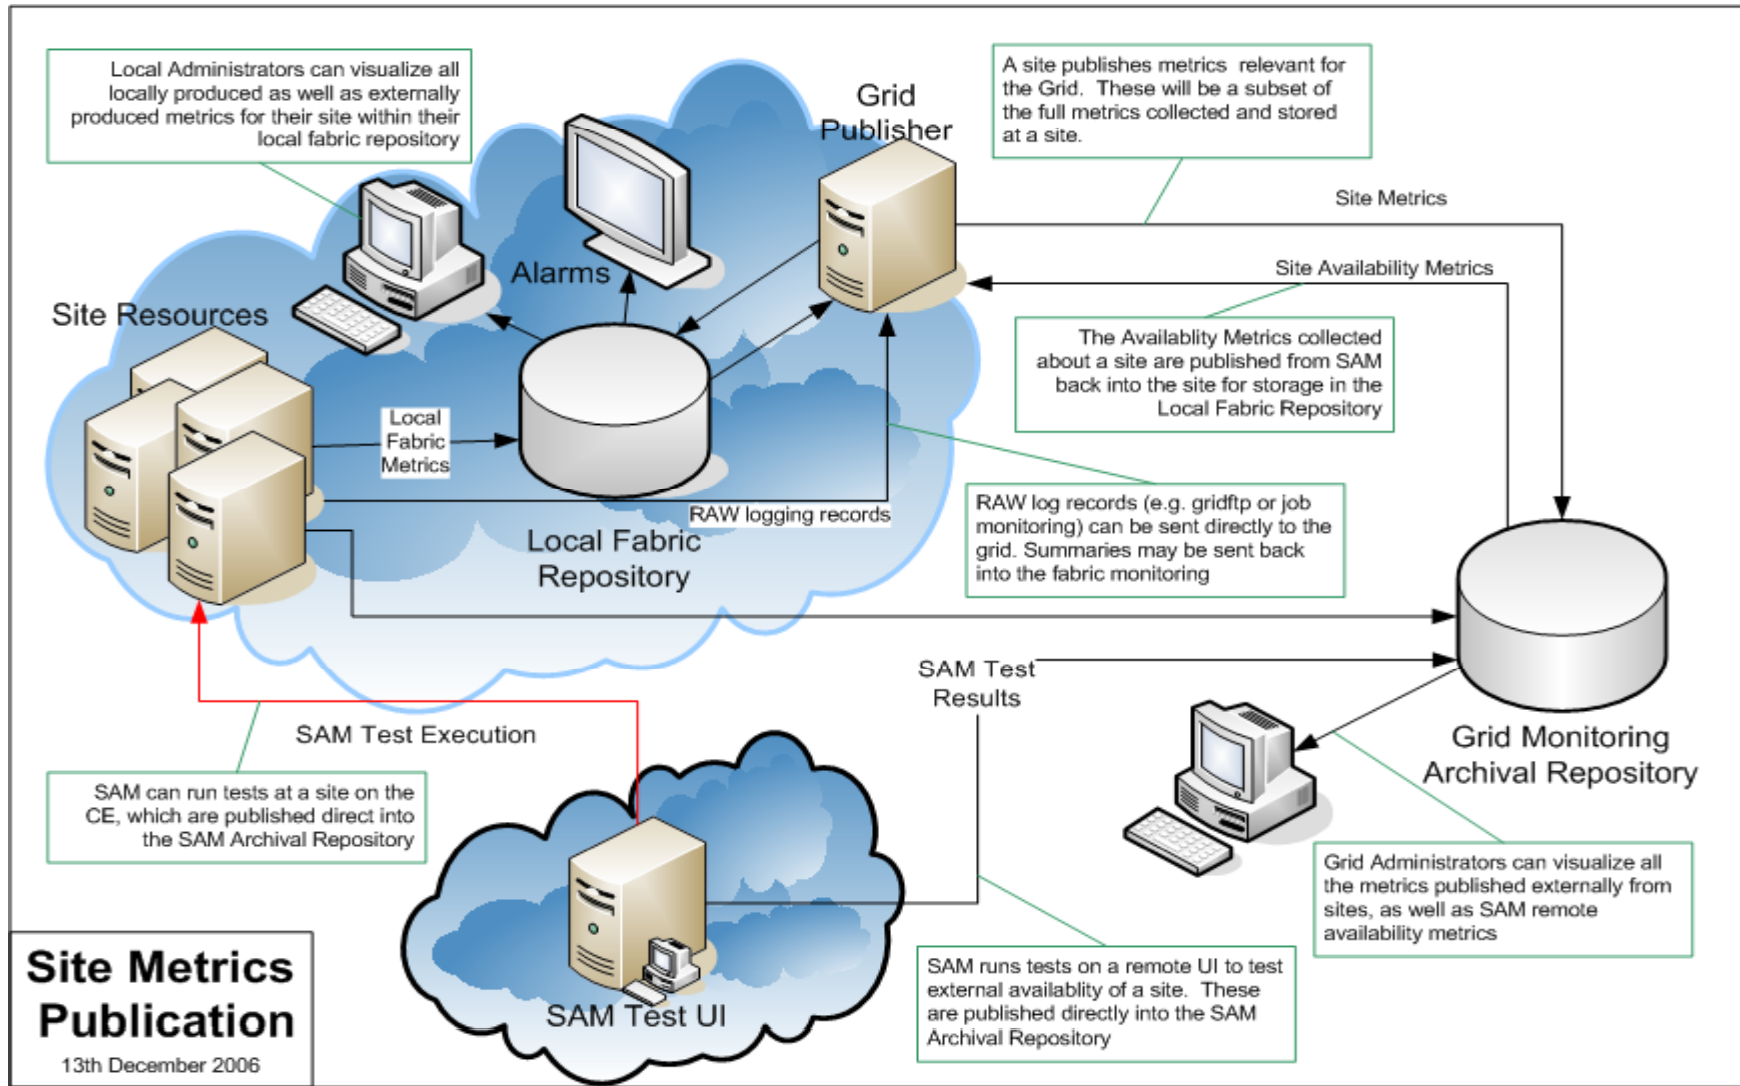 Local Administrators can visualize all
locally produced as well as externally
produced metrics for their site within their
local fabric repository
Grid
Publisher
A site publishes metrics relevant for
the Grid. These will be a subset of
the full metrics collected and stored
at a site.
Site Metrics
Alarms
Site Availability Metrics
Site Resources
The Availablity Metrics collected
about a site are published from SAM
back into the site for storage in the
Local Fabric Repository
Local
Fabric
Metrics
RAW logging records
RAW log records (e.g. gridftp or job
monitoring) can be sent directly to the
grid. Summaries may be sent back
into the fabric monitoring
Local Fabric
Repository
SAM Test
Results
SAM Test Execution
Grid Monitoring
Archival Repository
SAM can run tests at a site on the
CE, which are published direct into
the SAM Archival Repository
Grid Administrators can visualize all
the metrics published externally from
sites, as well as SAM remote
availability metrics
SAM Test UI
SAM runs tests on a remote UI to test
external availablity of a site. These
are published directly into the SAM
Archival Repository
Site Metrics
Publication
13th December 2006